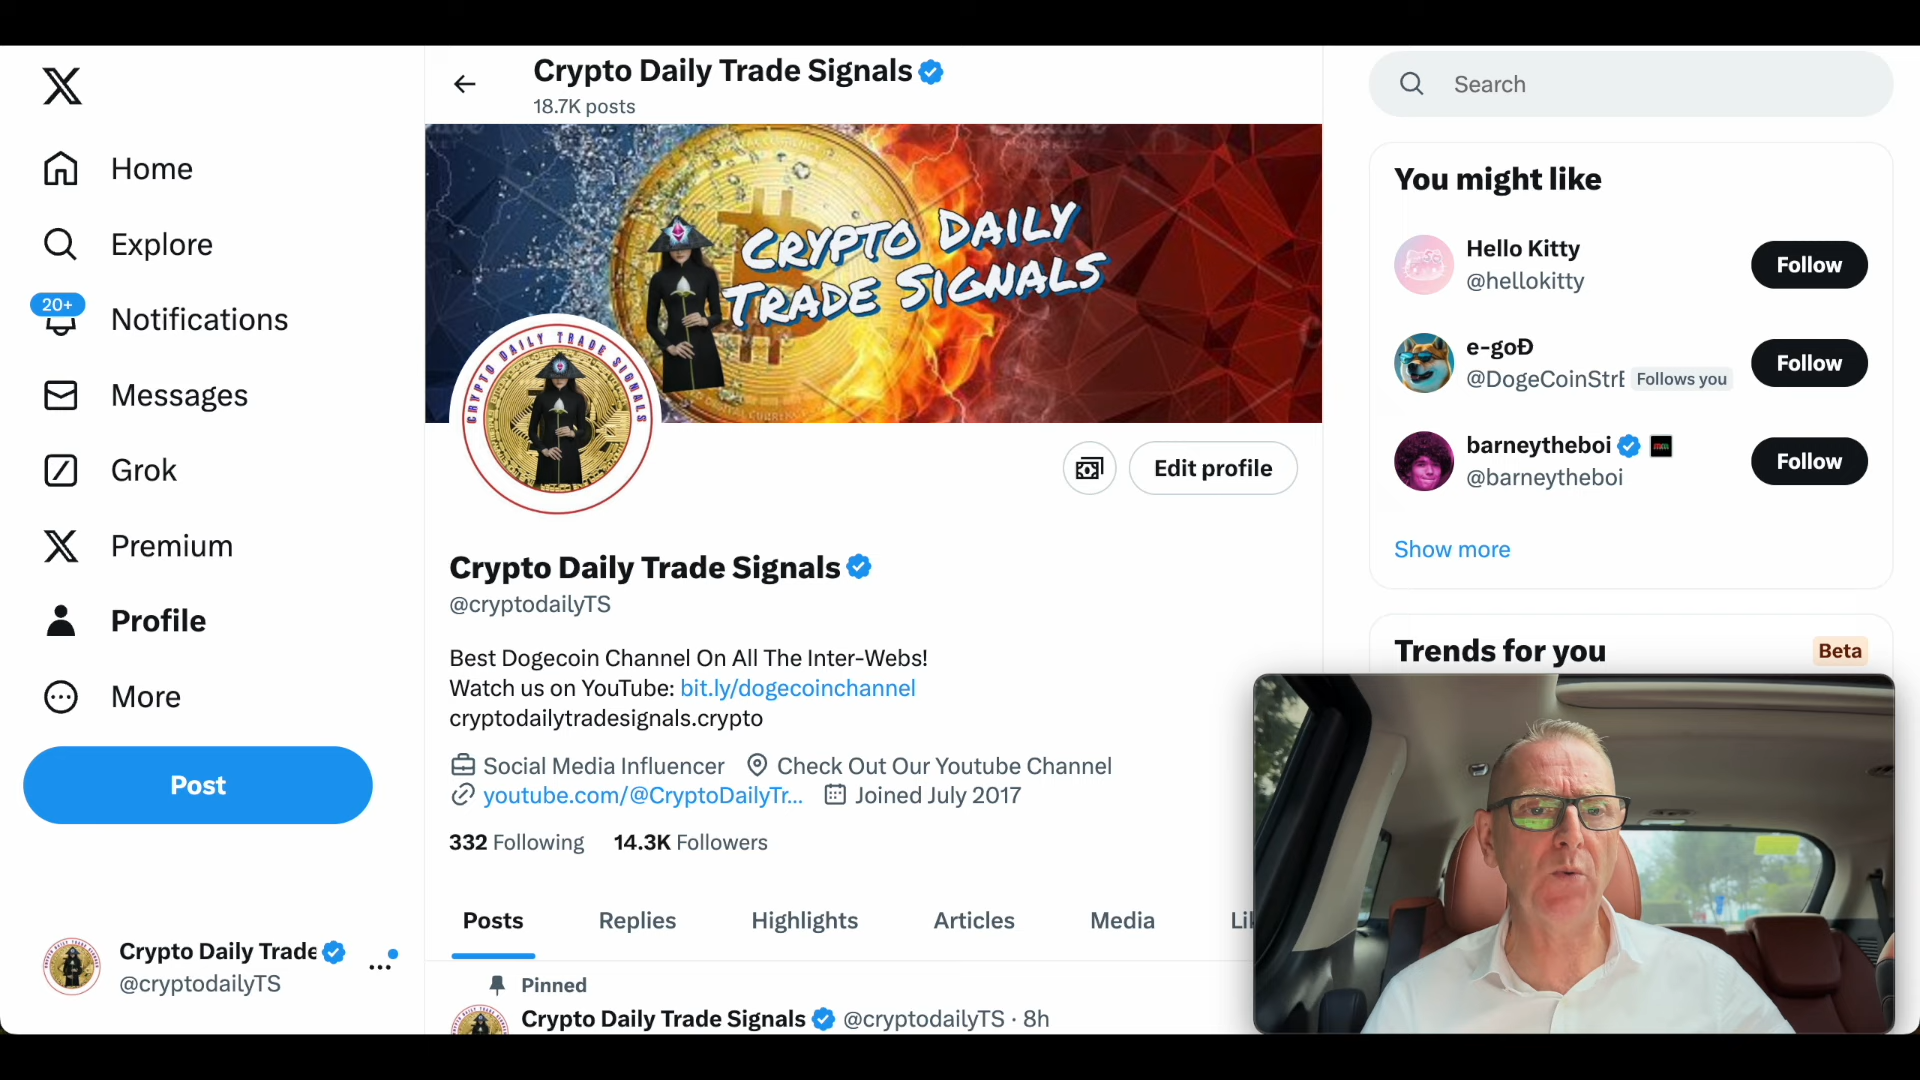 Crypto Daily Trade Signals
18.7K posts
Search
Home
Explore
20+
Notifications
Messages
Grok
Premium
Profile
More
Post
Crypto Daily Trade
@cryptodailyTS
CRYPTO DAILY
TRADE SIGNALS
CRYPTO DAILY TRADE SIGNALS
Edit profile
Crypto Daily Trade Signals
@cryptodailyTS
Best Dogecoin Channel On All The Inter-Webs!
Watch us on YouTube: bit.ly/dogecoinchannel
cryptodailytradesignals.crypto
Social Media Influencer Check Out Our Youtube Channel
youtube.com/@CryptoDailyTr... Joined July 2017
332 Following 14.3K Followers
Posts Replies Highlights Articles Media
Pinned
Crypto Daily Trade Signals @cryptodailyTS · 8h
You might like
Hello Kitty
@hellokitty
Follow
e-goĐ
@DogeCoinStrE Follows you
Follow
barneytheboi
@barneytheboi
Follow
Show more
Trends for you Beta